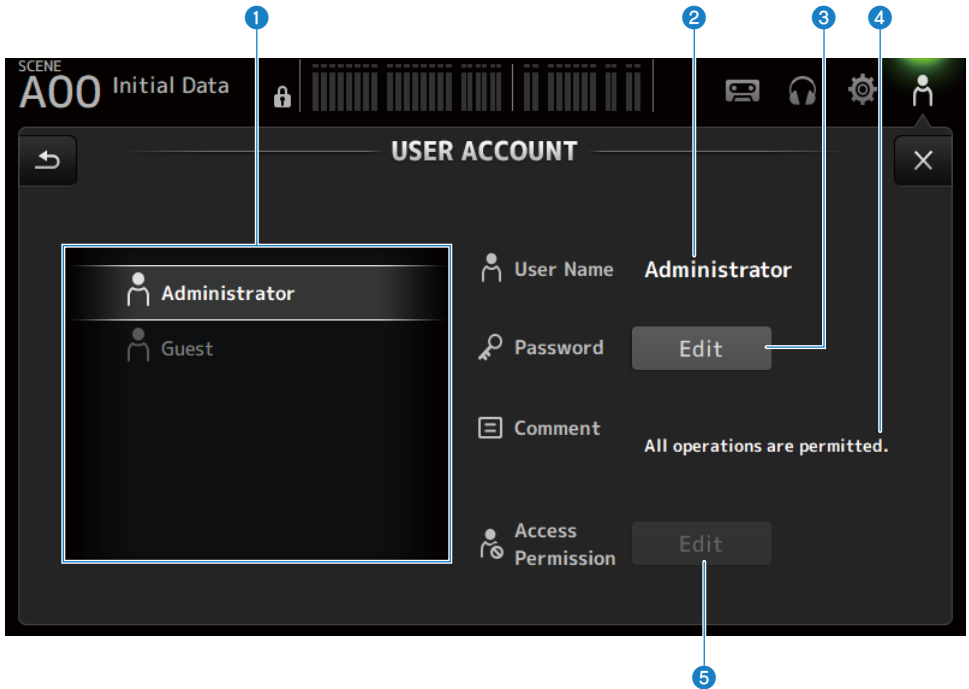 1 2 3 4
SCENE
A00 Initial Data
USER ACCOUNT
Administrator
Guest
User Name Administrator
Password Edit
Comment
All operations are permitted.
Access
Permission
Edit
5